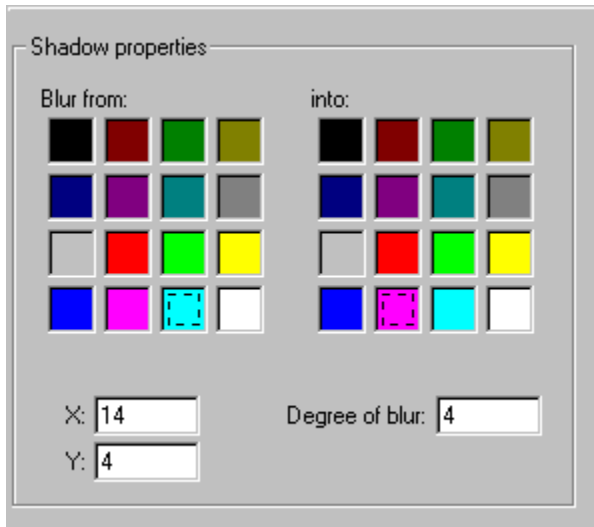 Shadow properties
Blur from:
into:
X: 14
Degree of blur: 4
Y: 4